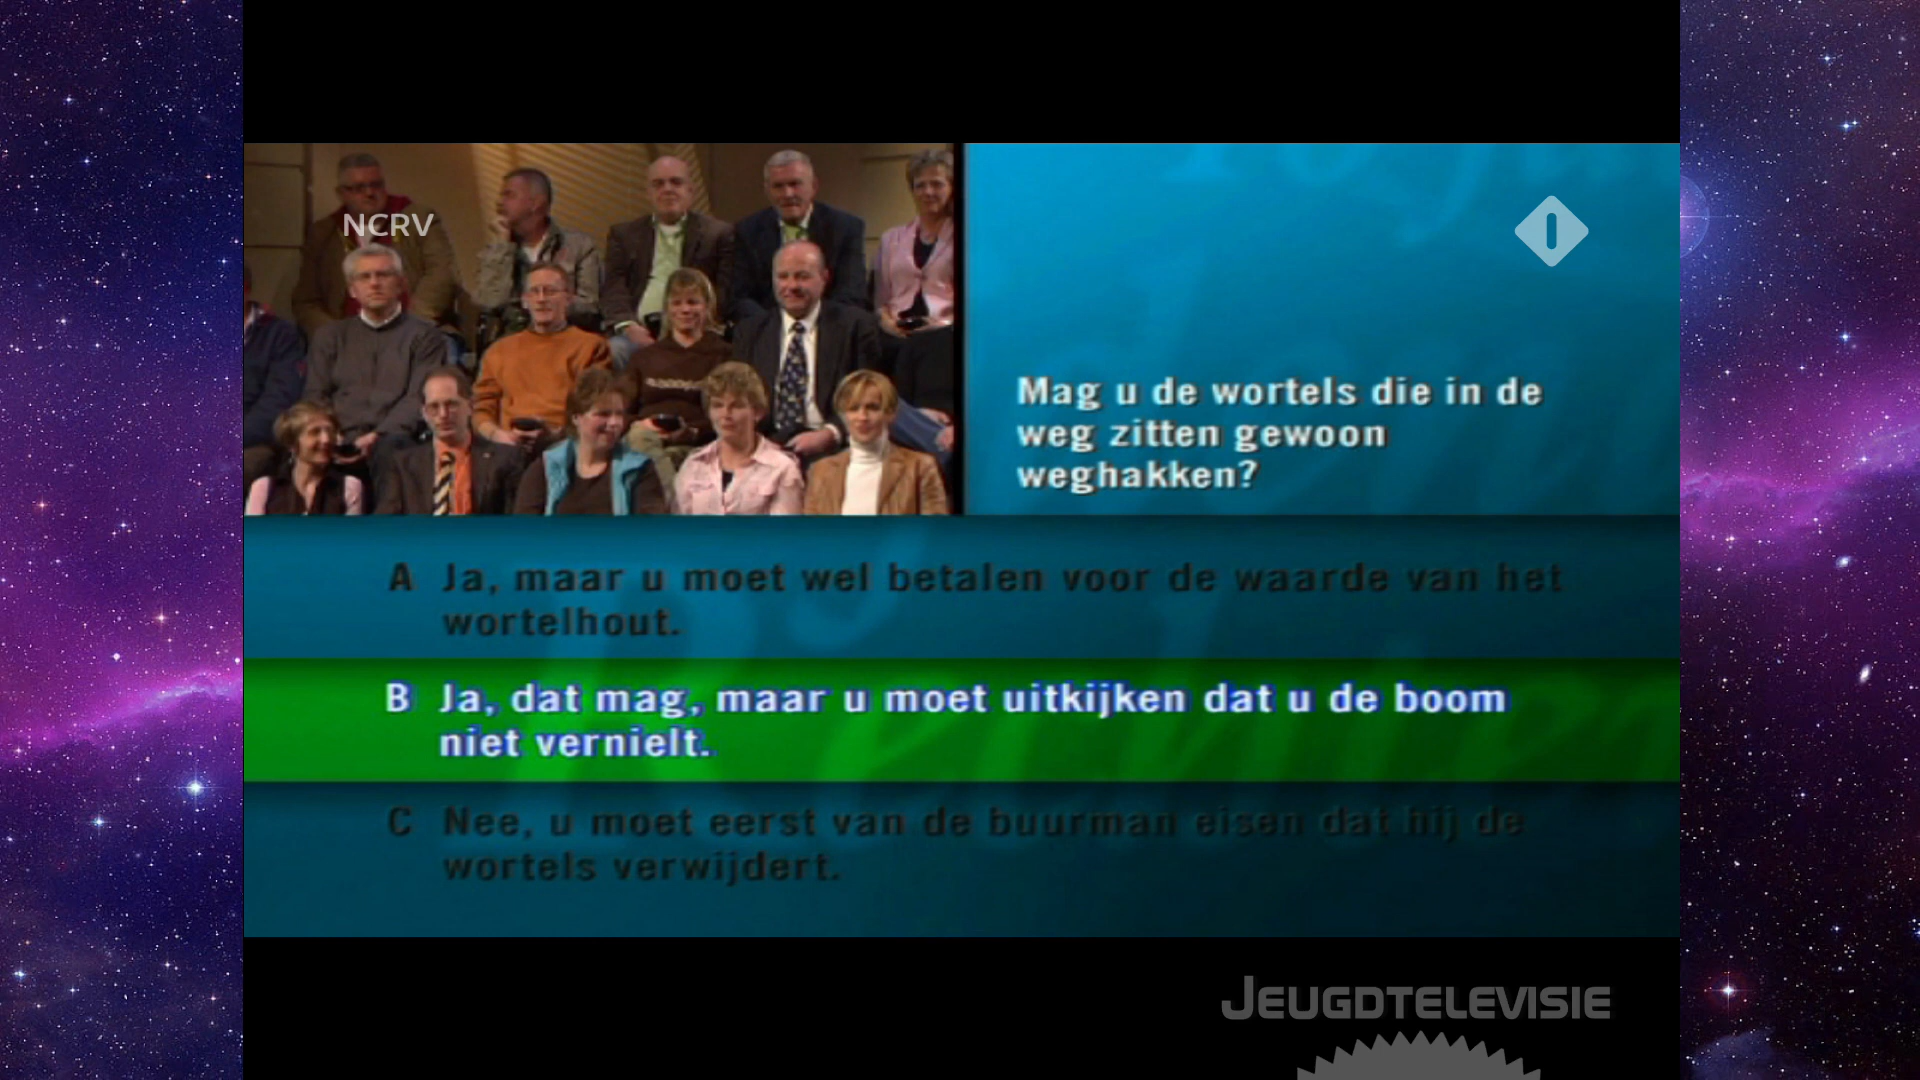 NCRV
Mag u de wortels die in de
weg zitten gewoon
weghakken?
A Ja, maar u moet wel betalen voor de waarde van het
wortelhout.
B Ja, dat mag, maar u moet uitkijken dat u de boom
niet vernielt.
C Nee, u moet eerst van de buurman eisen dat hij de
wortels verwijdert.
JEUGDTELEVISIE